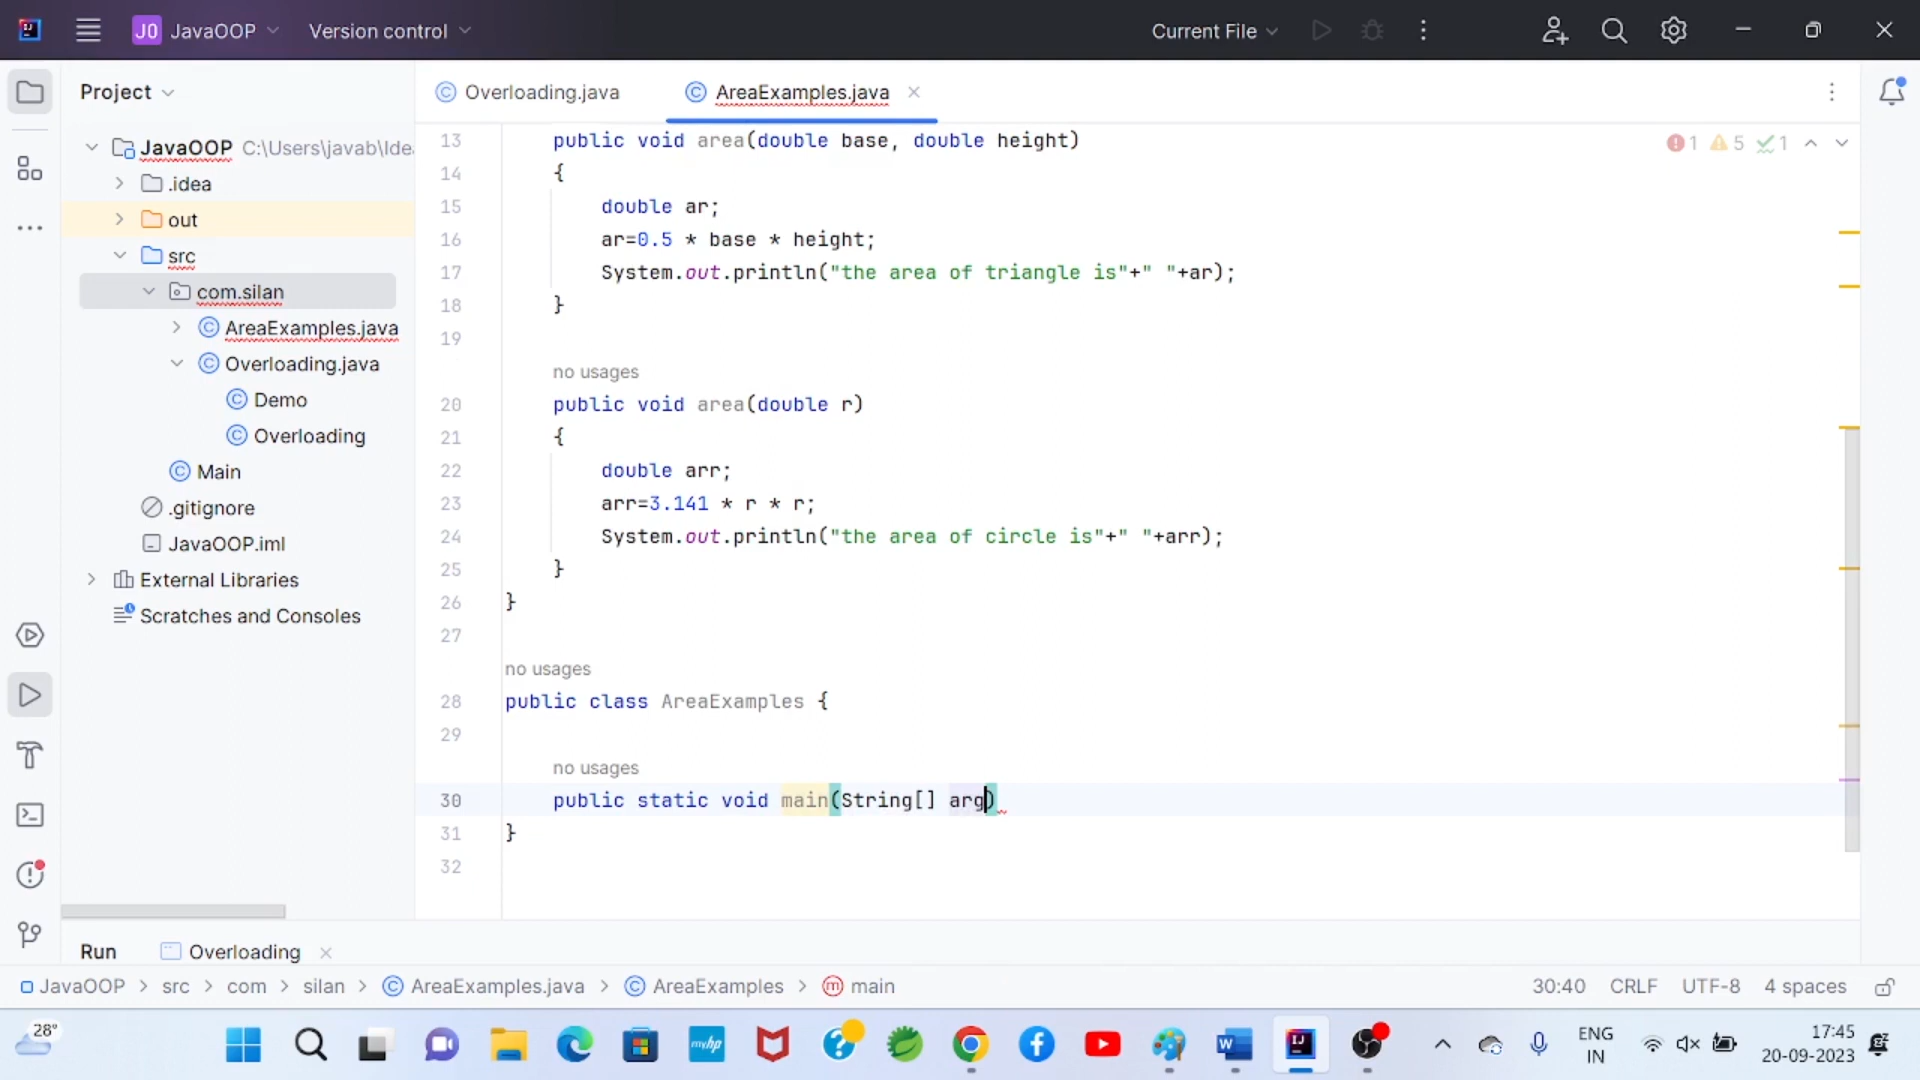 J0 JavaOOP Version control Current File
Project
Overloading.java AreaExamples.java
JavaOOP C:\Users\javab\Idea
.idea
out
src
com.silan
AreaExamples.java
Overloading.java
Demo
Overloading
Main
.gitignore
JavaOOP.iml
External Libraries
Scratches and Consoles
1 5 1
13 public void area(double base, double height)
14 {
15 double ar;
16 ar=0.5 * base * height;
17 System.out.println("the area of triangle is"+" "+ar);
18 }
19
no usages
20 public void area(double r)
21 {
22 double arr;
23 arr=3.141 * r * r;
24 System.out.println("the area of circle is"+" "+arr);
25 }
26 }
27
no usages
28 public class AreaExamples {
29
no usages
30 public static void main(String[] arg)
31 }
32
Run Overloading
JavaOOP > src > com > silan > AreaExamples.java > AreaExamples > main 30:40 CRLF UTF-8 4 spaces
28°
myhp
ENG
IN
17:45
20-09-2023